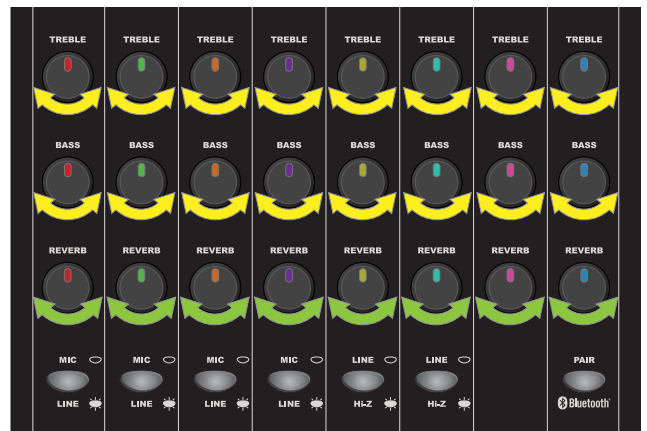 TREBLE TREBLE TREBLE TREBLE TREBLE TREBLE TREBLE TREBLE
BASS BASS BASS BASS BASS BASS BASS BASS
REVERB REVERB REVERB REVERB REVERB REVERB REVERB REVERB
MIC MIC MIC MIC LINE LINE PAIR
LINE LINE LINE LINE Hi-Z Hi-Z Bluetooth